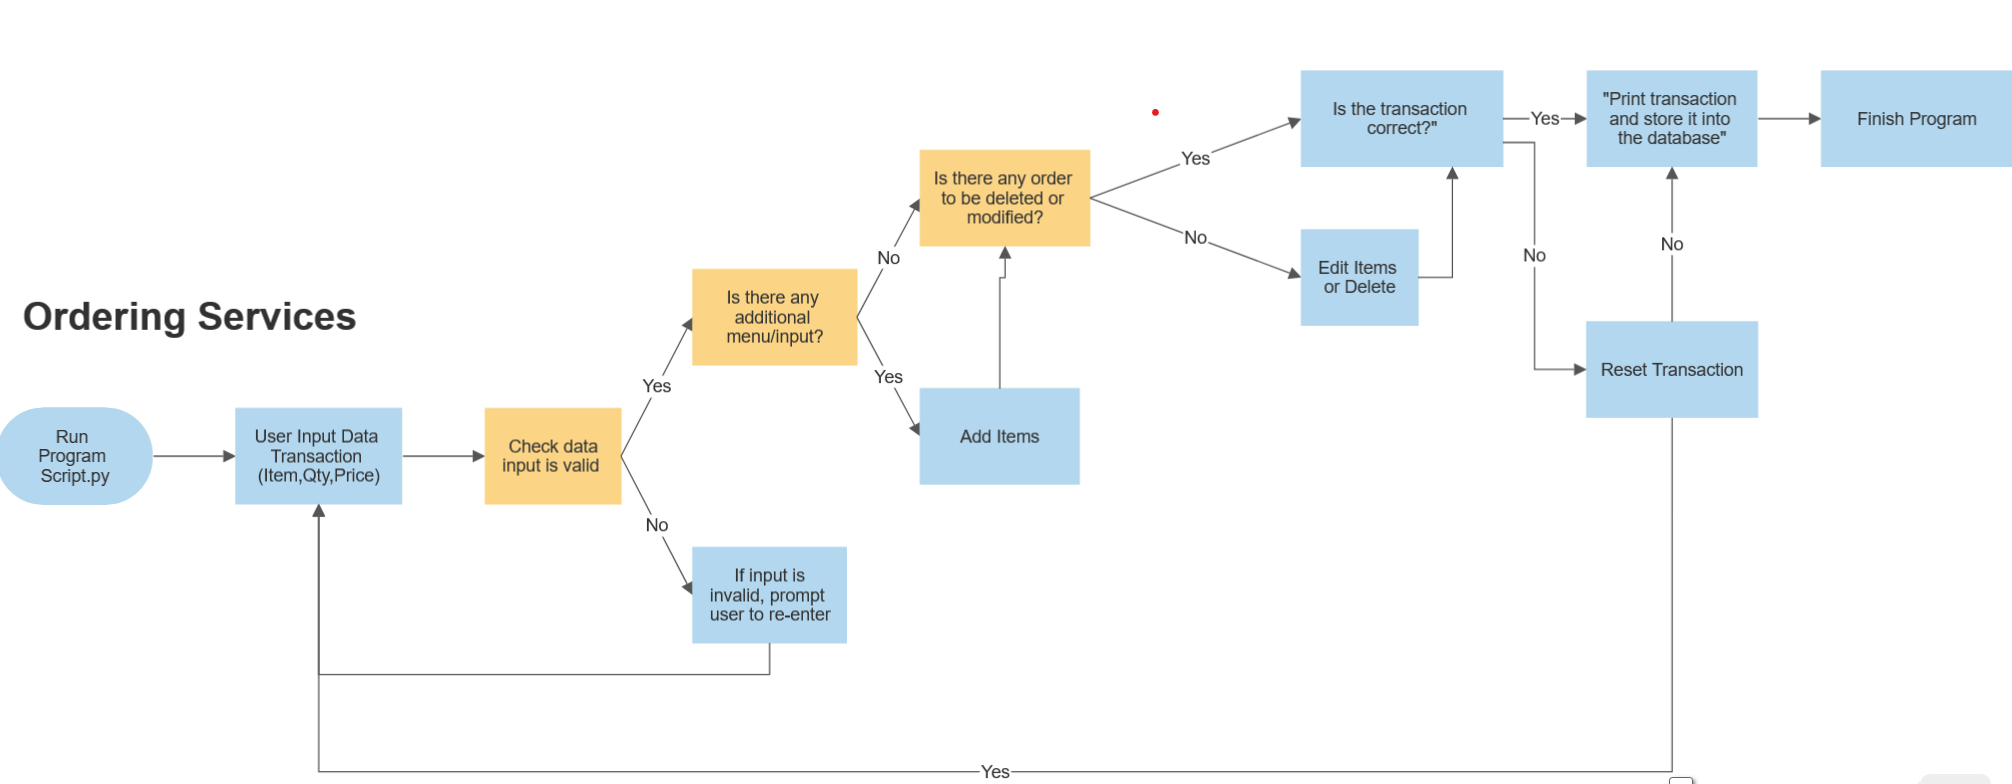 Ordering Services
Run
Program
Script.py
User Input Data
Transaction
(Item,Qty,Price)
Check data
input is valid
Yes
No
Is there any
additional
menu/input?
If input is
invalid, prompt
user to re-enter
No
Yes
Is there any order
to be deleted or
modified?
Add Items
Yes
No
Is the transaction
correct?"
Edit Items
or Delete
Yes
No
"Print transaction
and store it into
the database"
No
Reset Transaction
Yes
Finish Program